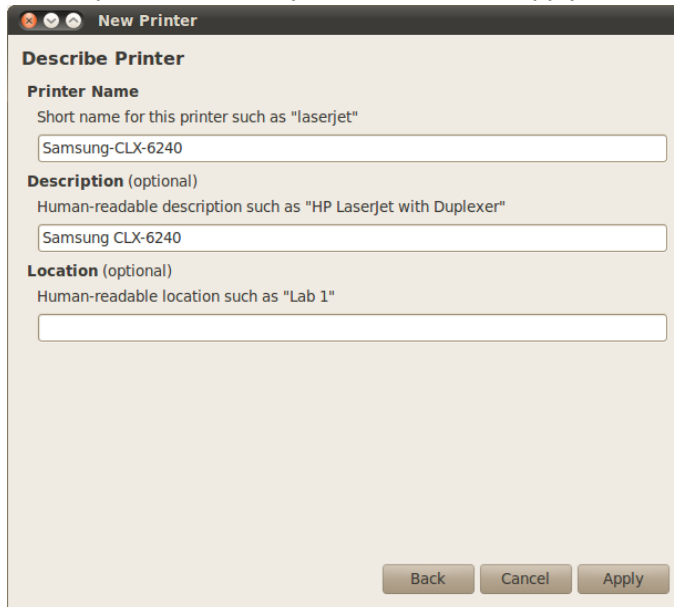 New Printer
Describe Printer
Printer Name
Short name for this printer such as "laserjet"
Samsung-CLX-6240
Description (optional)
Human-readable description such as "HP LaserJet with Duplexer"
Samsung CLX-6240
Location (optional)
Human-readable location such as "Lab 1"
Back Cancel Apply